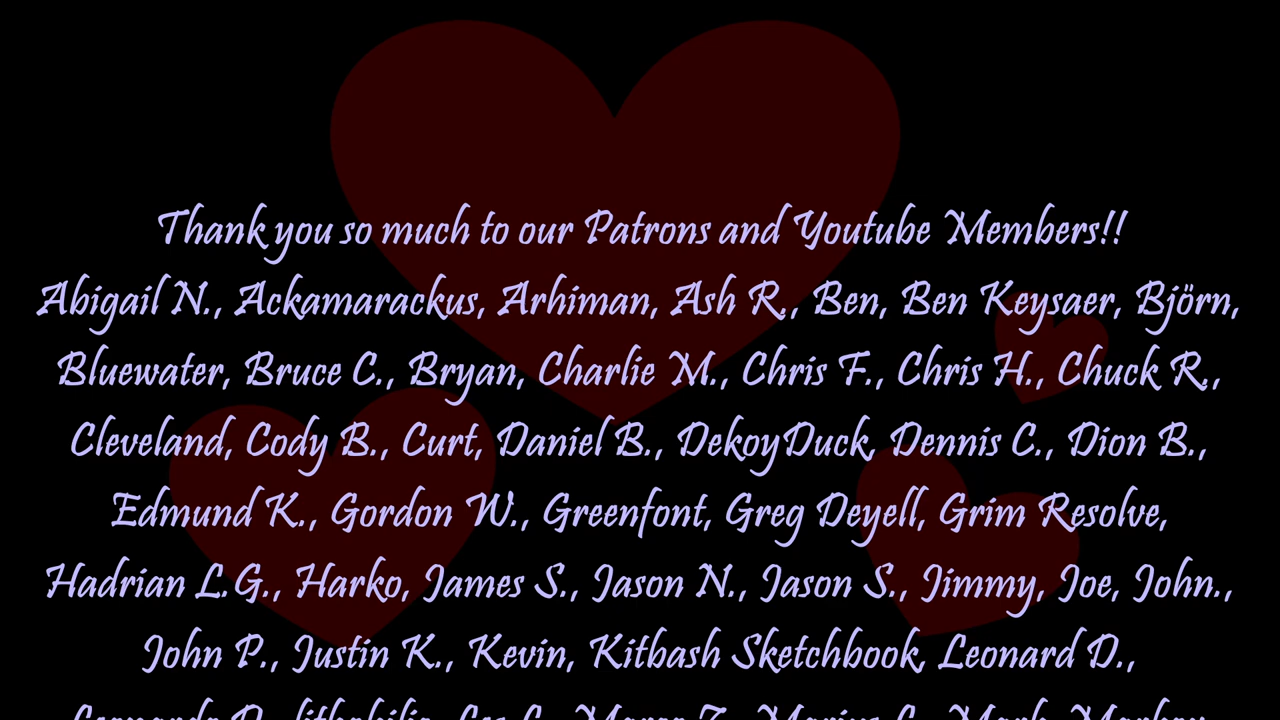 Thank you so much to our Patrons and Youtube Members!!
Abigail N., Ackamarackus, Arhiman, Ash R., Ben, Ben Keysaer, Björn,
Bluewater, Bruce C., Bryan, Charlie M., Chris F., Chris H., Chuck R.,
Cleveland, Cody B., Curt, Daniel B., DekoyDuck, Dennis C., Dion B.,
Edmund K., Gordon W., Greenfont, Greg Deyell, Grim Resolve,
Hadrian L.G., Harko, James S., Jason N., Jason S., Jimmy, Joe, John.,
John P., Justin K., Kevin, Kitbash Sketchbook, Leonard D.,